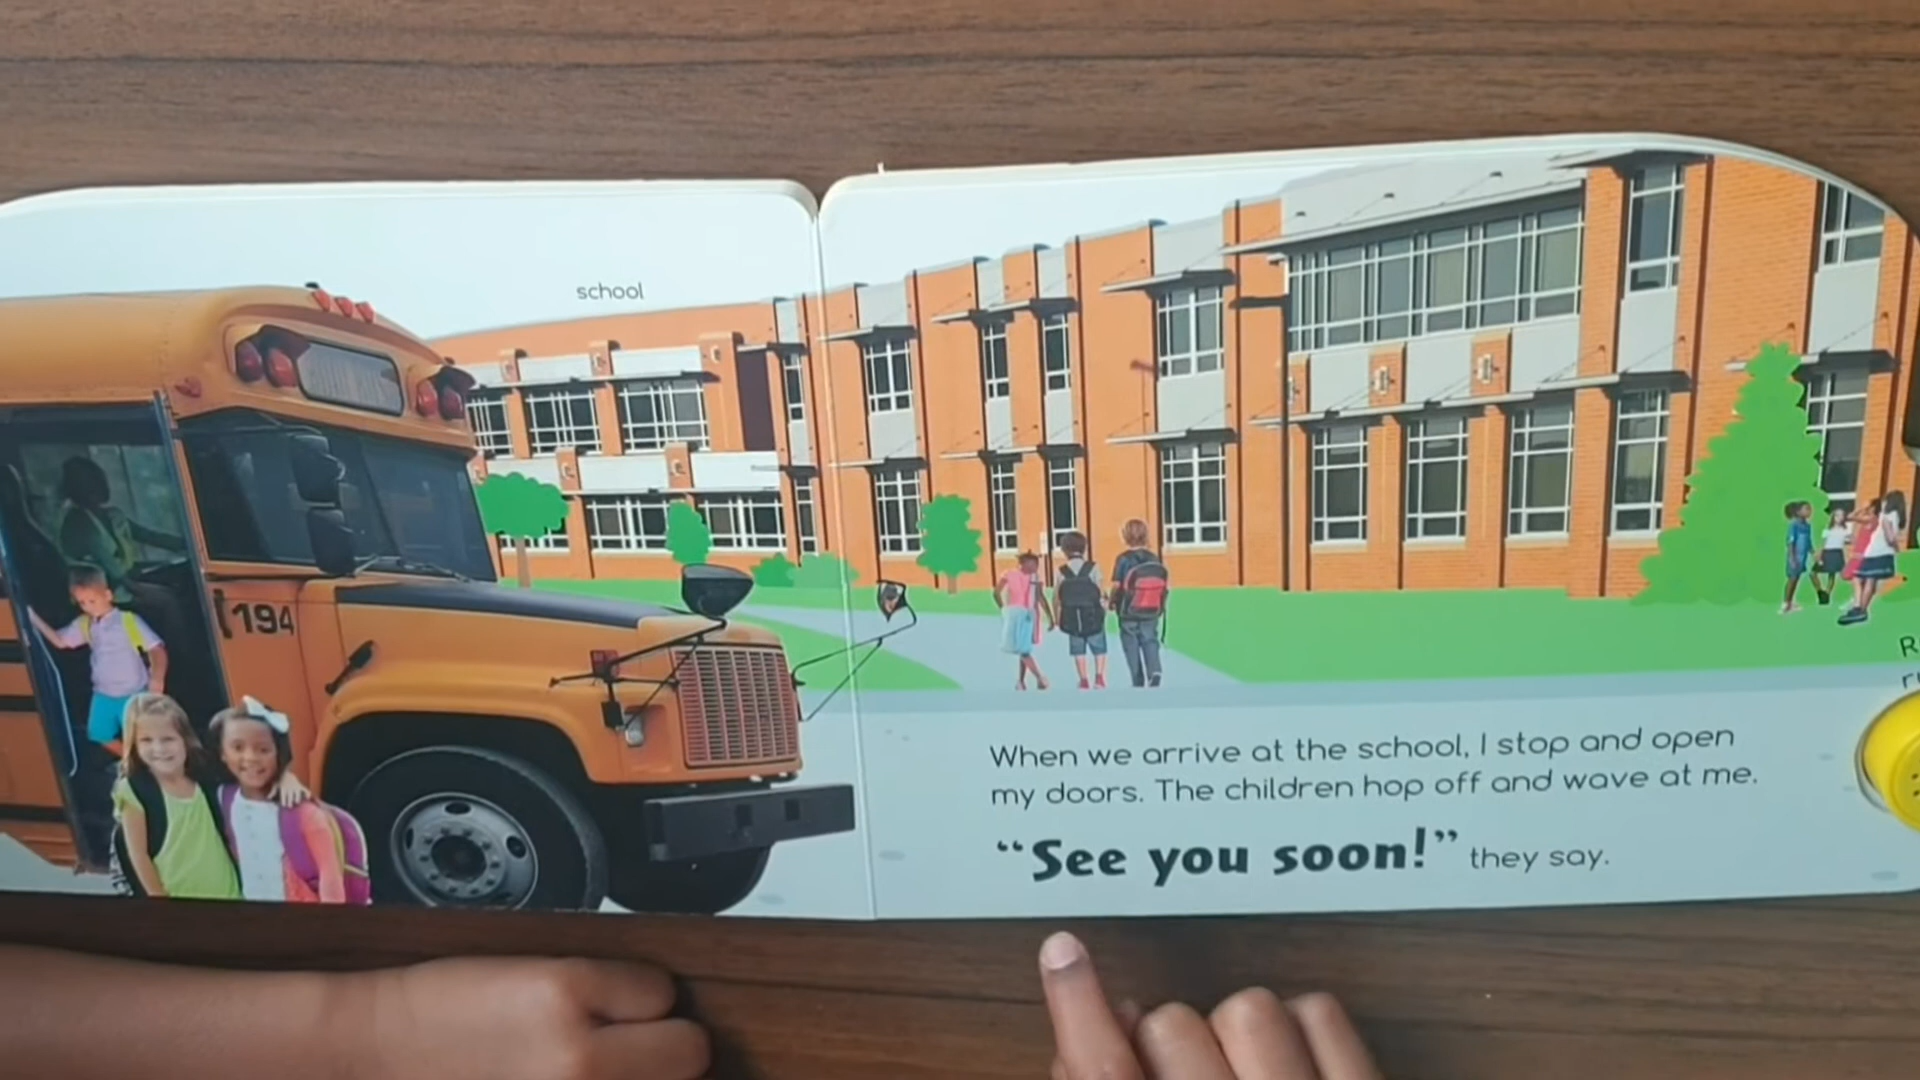 school
194
When we arrive at the school, I stop and open
my doors. The children hop off and wave at me.
“See you soon!” they say.